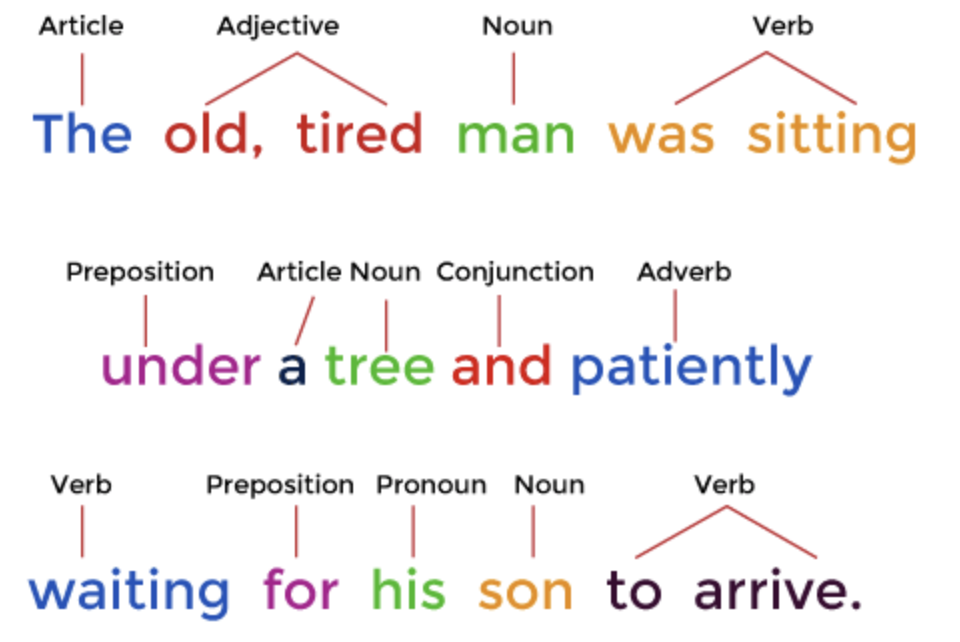 Article Adjective Noun Verb
The old, tired man was sitting
Preposition Article Noun Conjunction Adverb
under a tree and patiently
Verb Preposition Pronoun Noun Verb
waiting for his son to arrive.